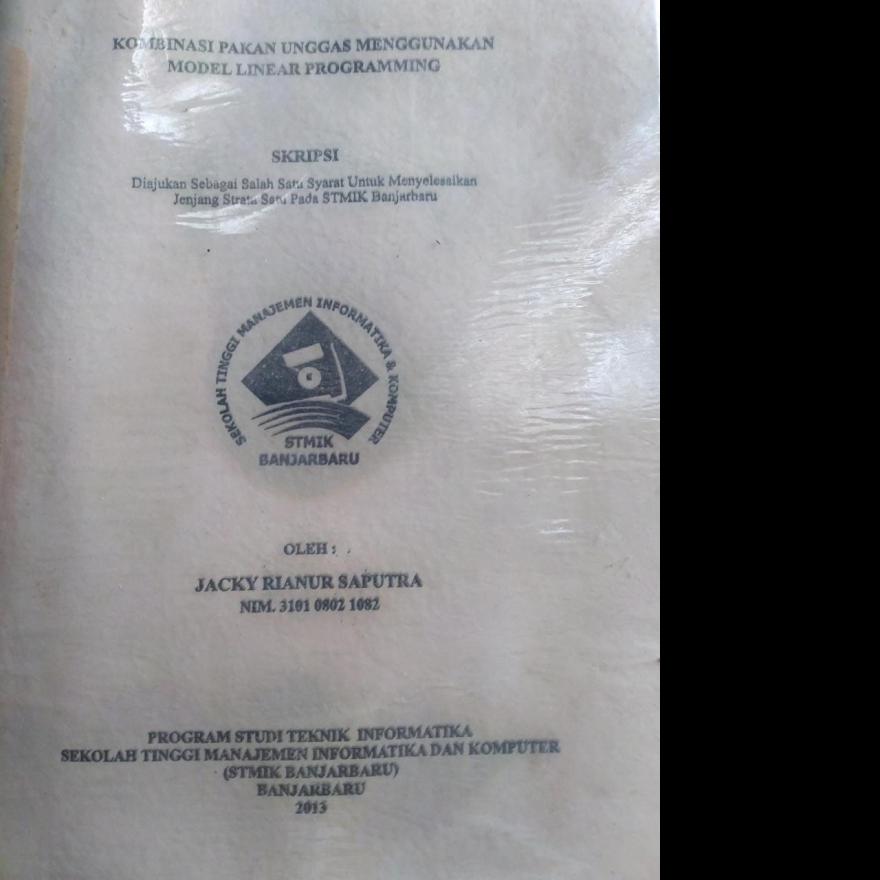 KOMBINASI PAKAN UNGGAS MENGGUNAKAN
MODEL LINEAR PROGRAMMING
SKRIPSI
Diajukan Sebagai Salah Satu Syarat Untuk Menyelesaikan
Jenjang Strata Satu Pada STMIK Banjarbaru
SEKOLAH TINGGI MANAJEMEN INFORMATIKA & KOMPUTER
STMIK
BANJARBARU
OLEH :
JACKY RIANUR SAPUTRA
NIM. 3101 0802 1082
PROGRAM STUDI TEKNIK INFORMATIKA
SEKOLAH TINGGI MANAJEMEN INFORMATIKA DAN KOMPUTER
(STMIK BANJARBARU)
BANJARBARU
2013